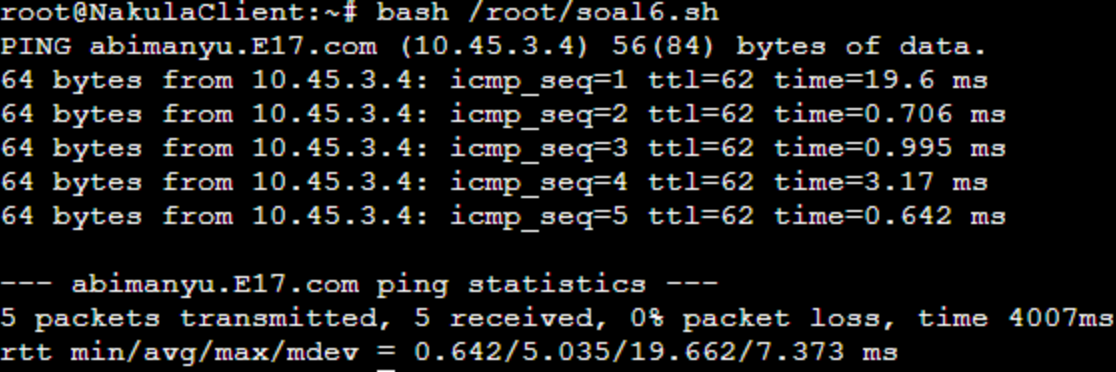 root@NakulaClient:~# bash /root/soal6.sh
PING abimanyu.E17.com (10.45.3.4) 56(84) bytes of data.
64 bytes from 10.45.3.4: icmp_seq=1 ttl=62 time=19.6 ms
64 bytes from 10.45.3.4: icmp_seq=2 ttl=62 time=0.706 ms
64 bytes from 10.45.3.4: icmp_seq=3 ttl=62 time=0.995 ms
64 bytes from 10.45.3.4: icmp_seq=4 ttl=62 time=3.17 ms
64 bytes from 10.45.3.4: icmp_seq=5 ttl=62 time=0.642 ms
--- abimanyu.E17.com ping statistics ---
5 packets transmitted, 5 received, 0% packet loss, time 4007ms
rtt min/avg/max/mdev = 0.642/5.035/19.662/7.373 ms